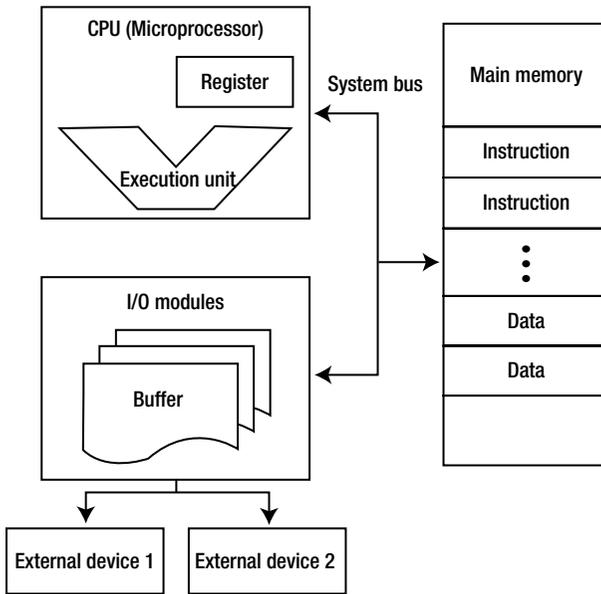 CPU (Microprocessor)
Register
Execution unit
System bus
Main memory
Instruction
Instruction
Data
Data
I/O modules
Buffer
External device 1
External device 2